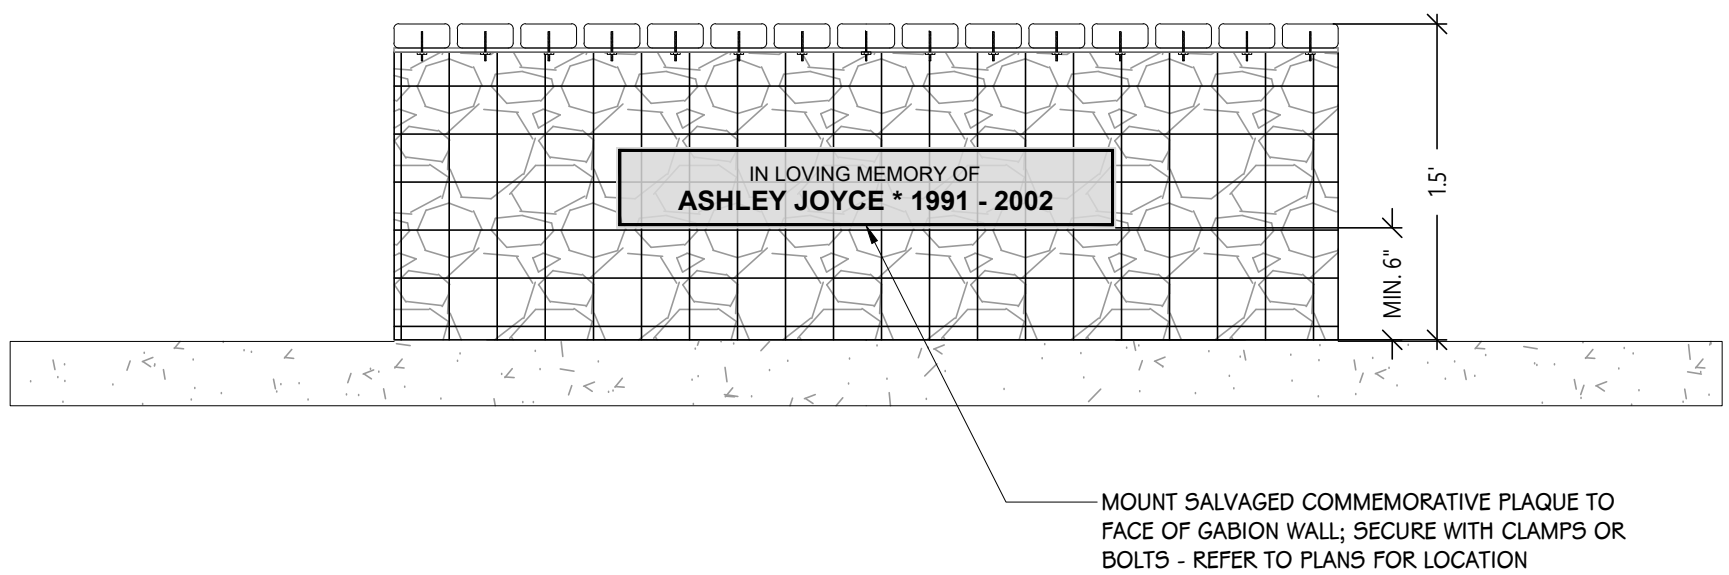 1.5'
IN LOVING MEMORY OF
ASHLEY JOYCE * 1991 - 2002
MIN. 6"
MOUNT SALVAGED COMMEMORATIVE PLAQUE TO
FACE OF GABION WALL; SECURE WITH CLAMPS OR
BOLTS - REFER TO PLANS FOR LOCATION